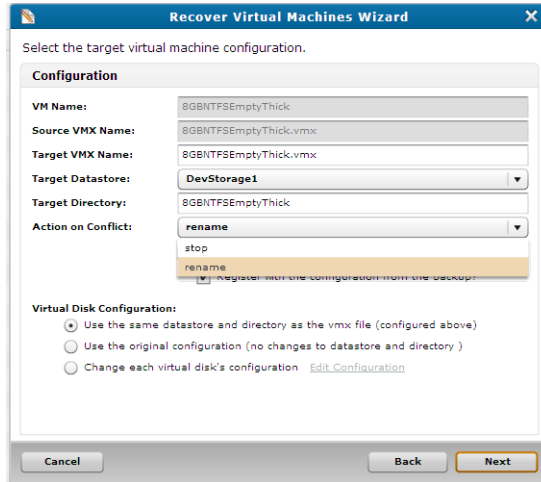 Recover Virtual Machines Wizard
Select the target virtual machine configuration.
Configuration
VM Name: 8GBNTFSEmptyThick
Source VMX Name: 8GBNTFSEmptyThick.vmx
Target VMX Name: 8GBNTFSEmptyThick.vmx
Target Datastore: DevStorage1
Target Directory: 8GBNTFSEmptyThick
Action on Conflict: rename
stop
rename
Register with the configuration from the backup?
Virtual Disk Configuration:
Use the same datastore and directory as the vmx file (configured above)
Use the original configuration (no changes to datastore and directory )
Change each virtual disk's configuration Edit Configuration
Cancel Back Next